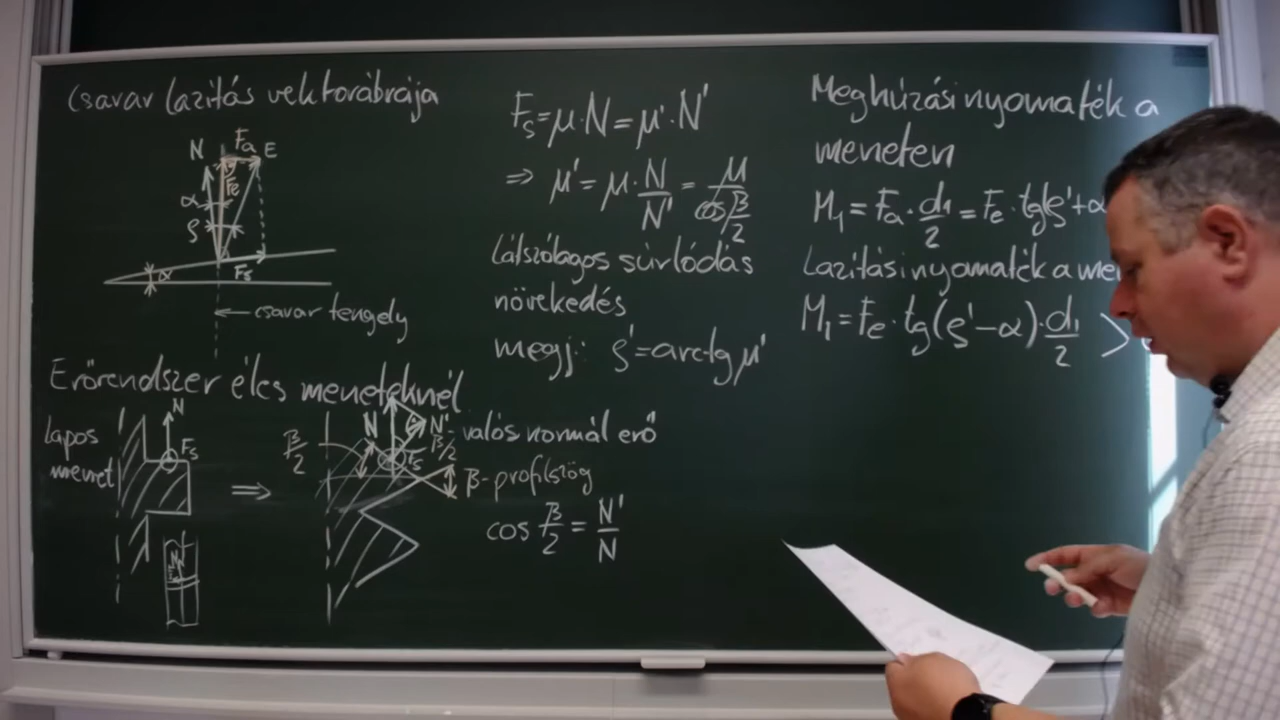 Csavar lazítás vektorábrája
N Fa E
Fe
α
ρ
α Fs
csavar tengely
Erőrendszer éles meneteknél
Lapos
menet
N
Fs
β/2
N N' - valós normál erő
Fs β/2
β-profilszög
cos β/2 = N'/N
Fs=μ·N=μ'·N'
⇒ μ'=μ·N/N' = μ/cos β/2
Látszólagos súrlódás
növekedés
megj: ρ'=arctgμ'
Meghúzási nyomaték a
meneten
M₁=Fa·d₁/2=Fe·tg(ρ'+α
Lazítási nyomaték a me
M₁=Fe·tg(ρ'-α)·d₁/2 >